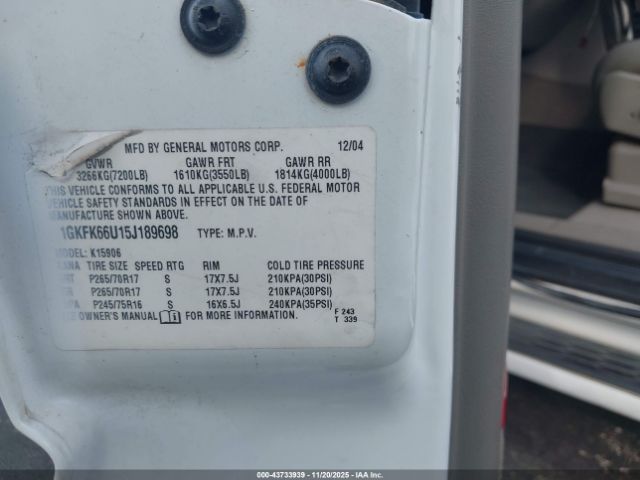 MFD BY GENERAL MOTORS CORP. 12/04
GVWR GAWR FRT GAWR RR
3266KG(7200LB) 1610KG(3550LB) 1814KG(4000LB)
THIS VEHICLE CONFORMS TO ALL APPLICABLE U.S. FEDERAL MOTOR
VEHICLE SAFETY STANDARDS IN EFFECT ON THE DATE OF
MANUFACTURE SHOWN ABOVE.
1GKFK66U15J189698 TYPE: M.P.V.
MODEL: K15906
TIRE SIZE SPEED RTG RIM COLD TIRE PRESSURE
P265/70R17 S 17X7.5J 210KPA(30PSI)
P265/70R17 S 17X7.5J 210KPA(30PSI)
P245/75R16 S 16X6.5J 240KPA(35PSI)
OWNER'S MANUAL FOR MORE INFORMATION.
F 243
T 339
000-43733939 — 11/20/2025 — IAA, Inc. ©